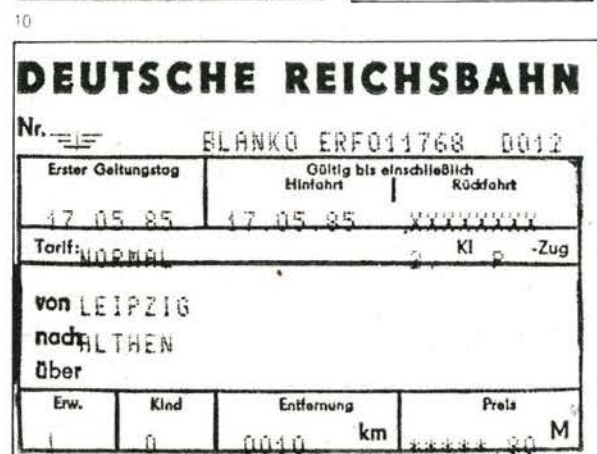 10
DEUTSCHE REICHSBAHN
Nr. BLANKO ERF011768 0012
Erster Geltungstag Gültig bis einschließlich
Hinfahrt Rückfahrt
17.05.85 17.05.85 XXXXXXXX
Tarif: NORMAL 2. Kl P -Zug
von LEIPZIG
nach ALTHEN
über
Erw. Kind Entfernung Preis
1 0 0010 km *****,80 M